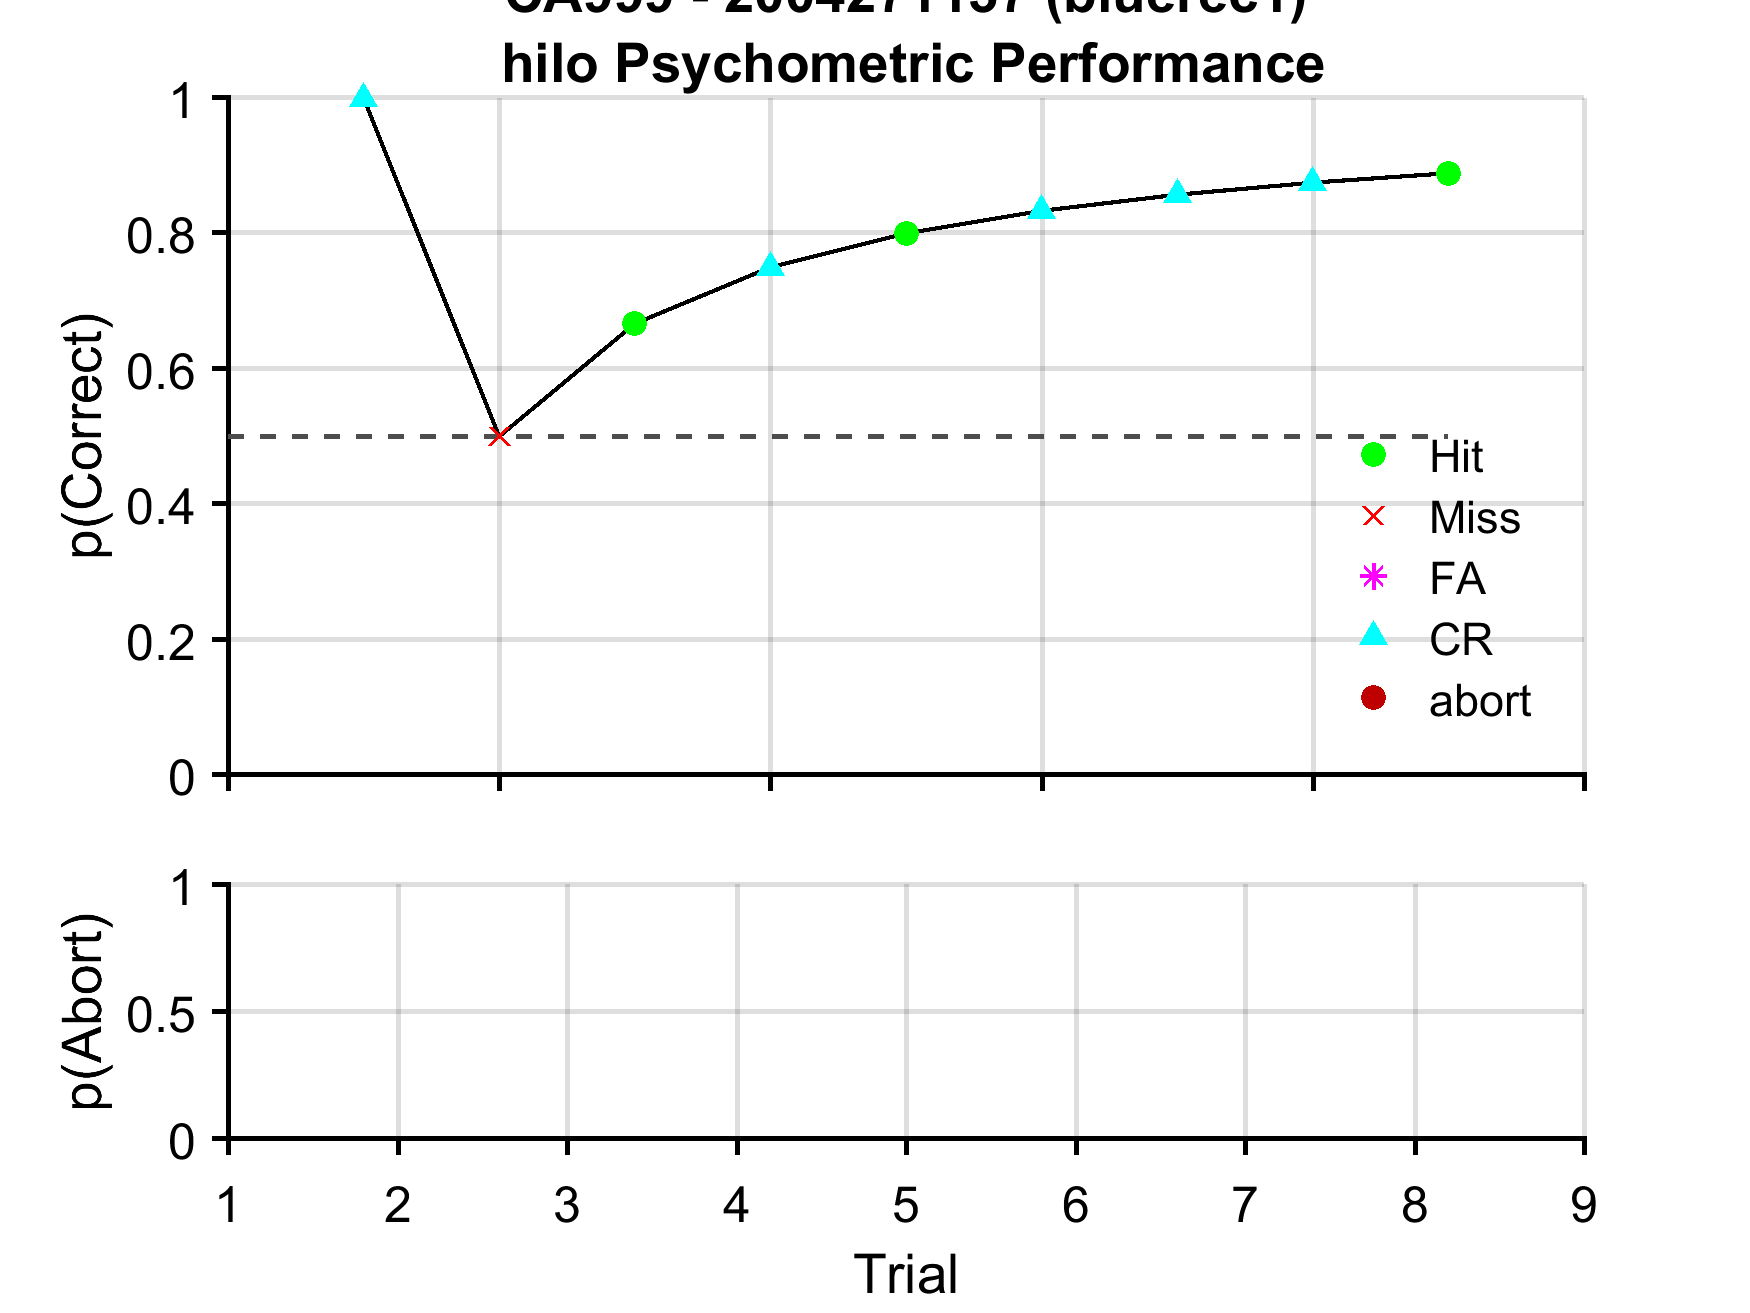 hilo Psychometric Performance
1
0.8
0.6
0.4
0.2
0
p(Correct)
Hit
Miss
FA
CR
abort
1
0.5
0
p(Abort)
1 2 3 4 5 6 7 8 9
Trial